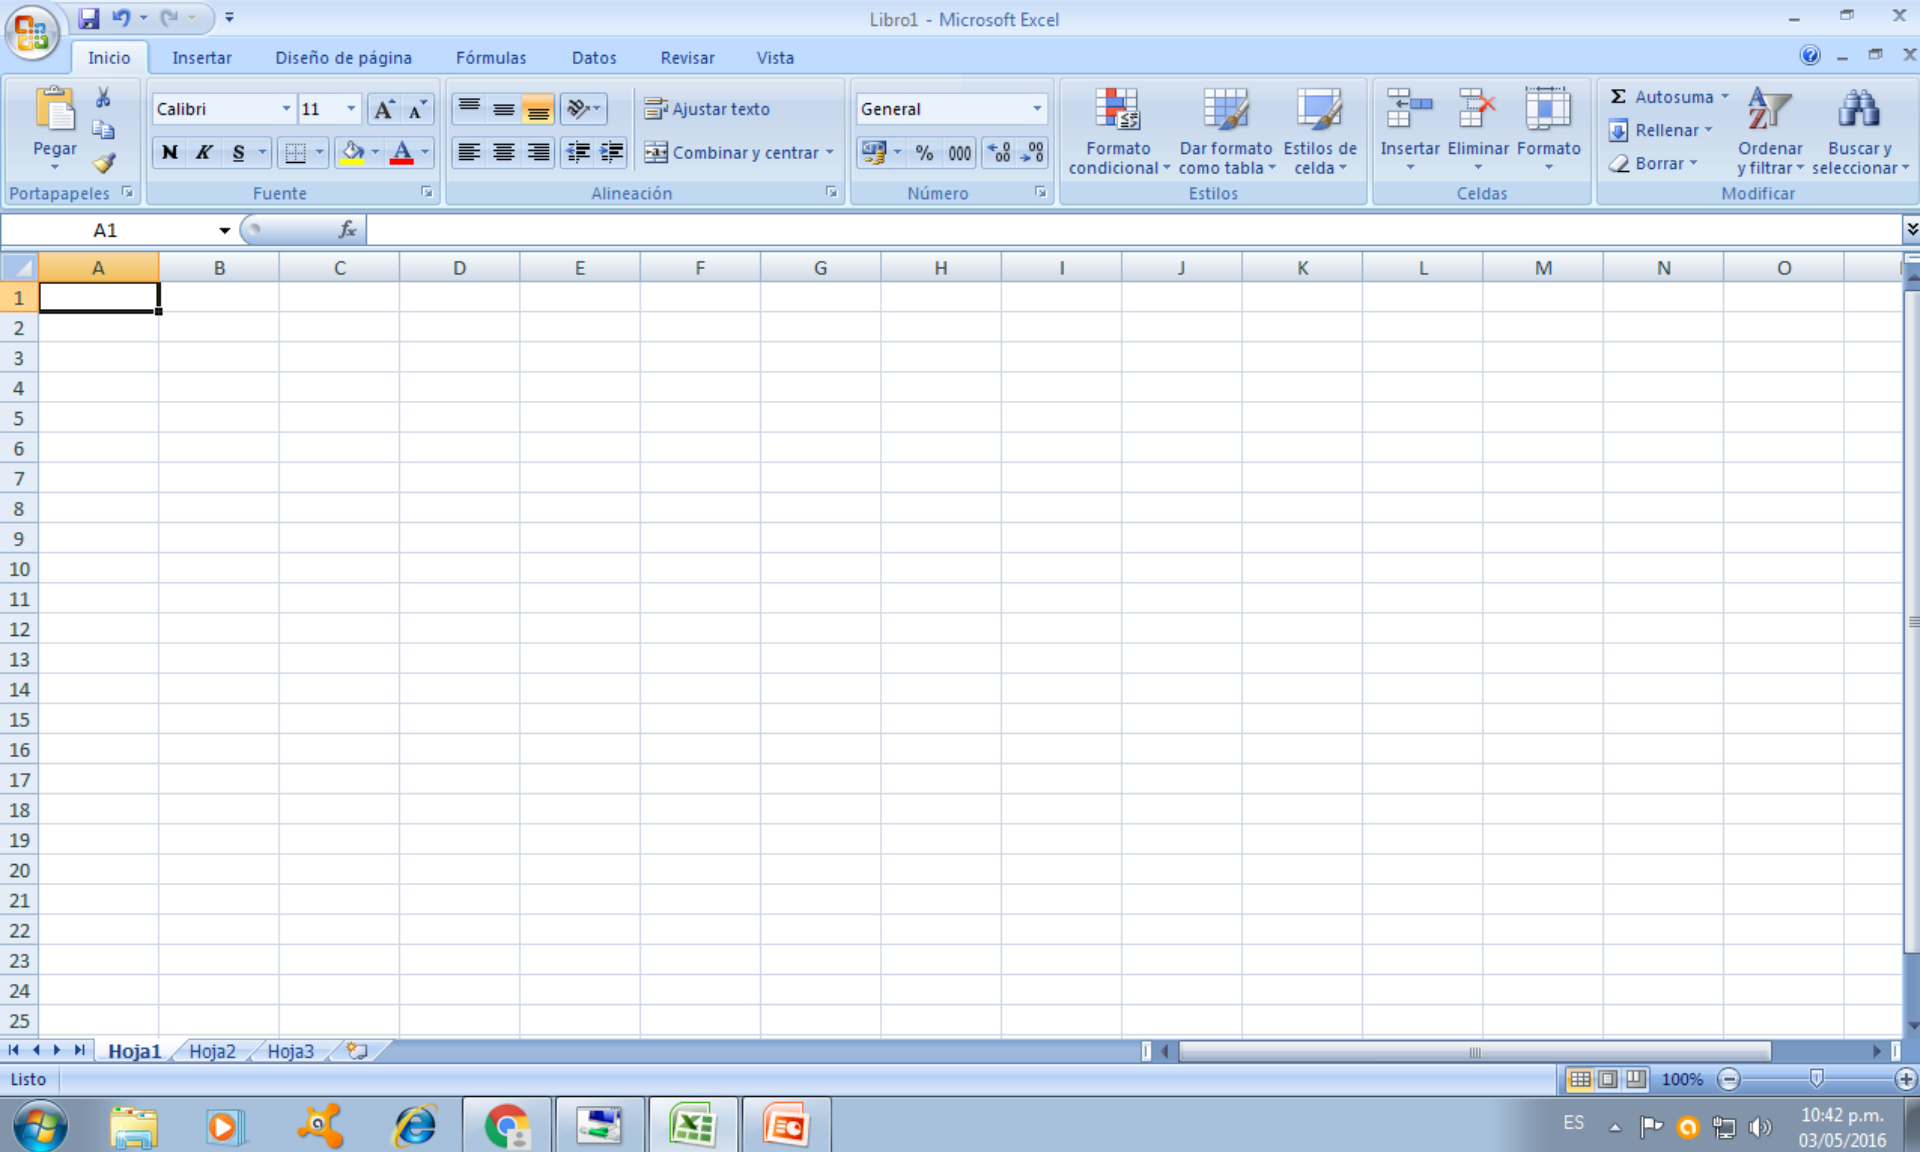 Libro1 - Microsoft Excel
Inicio Insertar Diseño de página Fórmulas Datos Revisar Vista
Calibri 11 A A Ajustar texto General Σ Autosuma
Rellenar
Pegar N K S A Combinar y centrar % 000 Formato condicional Dar formato como tabla Estilos de celda Insertar Eliminar Formato Borrar Ordenar y filtrar Buscar y seleccionar
Portapapeles Fuente Alineación Número Estilos Celdas Modificar
A1 fx
A B C D E F G H I J K L M N O
1
2
3
4
5
6
7
8
9
10
11
12
13
14
15
16
17
18
19
20
21
22
23
24
25
Hoja1 Hoja2 Hoja3
Listo 100%
ES 10:42 p.m.
03/05/2016